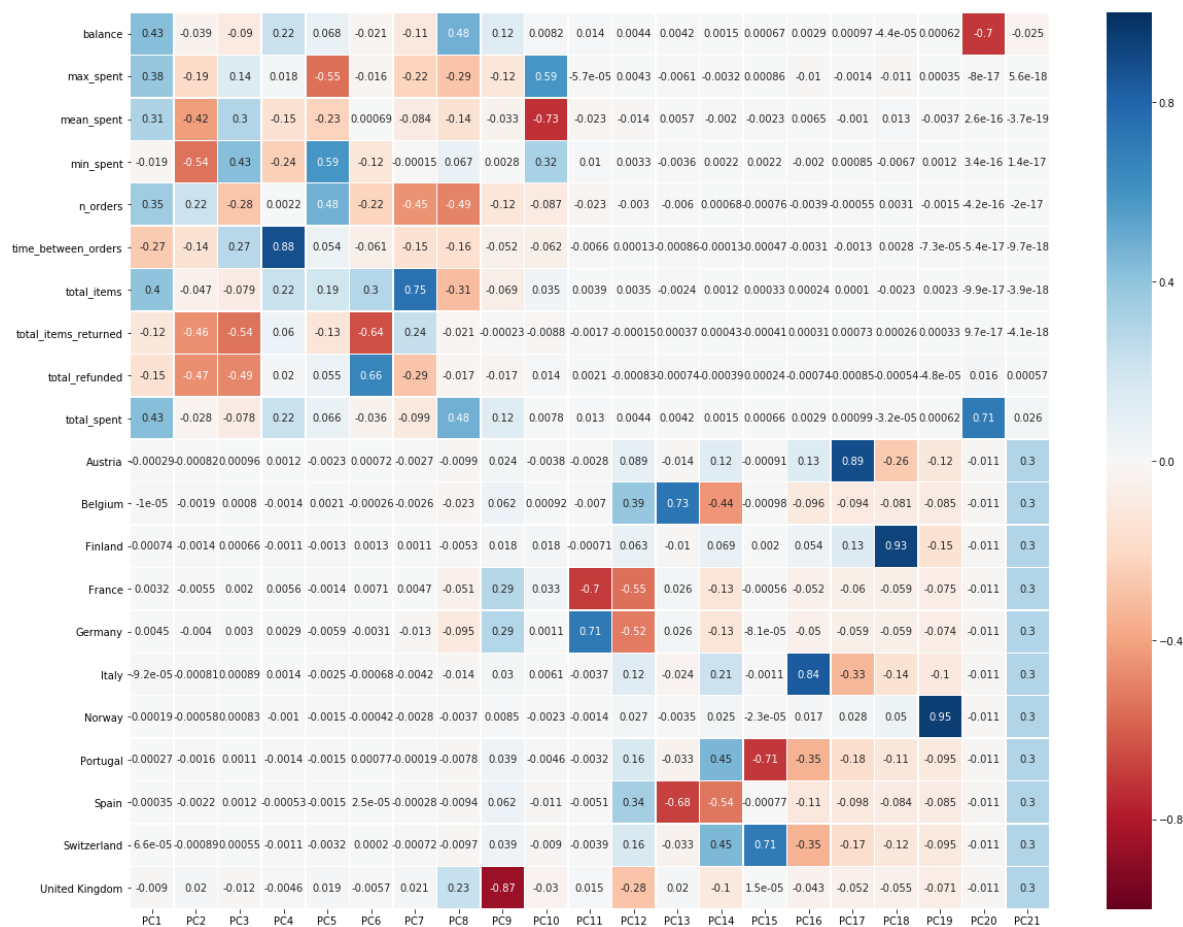 balance 0.43 -0.039 -0.09 0.22 0.068 -0.021 -0.11 0.48 0.12 0.0082 0.014 0.0044 0.0042 0.0015 0.00067 0.0029 0.00097 -4.4e-05 0.00062 -0.7 -0.025
max_spent 0.38 -0.19 0.14 0.018 -0.55 -0.016 -0.22 -0.29 -0.12 0.59 -5.7e-05 0.0043 -0.0061 -0.0032 0.00086 -0.01 -0.0014 -0.011 0.00035 -8e-17 5.6e-18
0.8
mean_spent 0.31 -0.42 0.3 -0.15 -0.23 0.00069 -0.084 -0.14 -0.033 -0.73 -0.023 -0.014 0.0057 -0.002 -0.0023 0.0065 -0.001 0.013 -0.0037 2.6e-16 -3.7e-19
min_spent -0.019 -0.54 0.43 -0.24 0.59 -0.12 -0.00015 0.067 0.0028 0.32 0.01 0.0033 -0.0036 0.0022 0.0022 -0.002 0.00085 -0.0067 0.0012 3.4e-16 1.4e-17
n_orders 0.35 0.22 -0.28 0.0022 0.48 -0.22 -0.45 -0.49 -0.12 -0.087 -0.023 -0.003 -0.006 0.00068 -0.00076 -0.0039 -0.00055 0.0031 -0.0015 -4.2e-16 -2e-17
time_between_orders -0.27 -0.14 0.27 0.88 0.054 -0.061 -0.15 -0.16 -0.052 -0.062 -0.0066 0.00013 -0.00086 -0.00013 -0.00047 -0.0031 -0.0013 0.0028 -7.3e-05 -5.4e-17 -9.7e-18
0.4
total_items 0.4 -0.047 -0.079 0.22 0.19 0.3 0.75 -0.31 -0.069 0.035 0.0039 0.0035 -0.0024 0.0012 0.00033 0.00024 0.0001 -0.0023 0.0023 -9.9e-17 -3.9e-18
total_items_returned -0.12 -0.46 -0.54 0.06 -0.13 -0.64 0.24 -0.021 -0.00023 -0.0088 -0.0017 -0.00015 0.00037 0.00043 -0.00041 0.00031 0.00073 0.00026 0.00033 9.7e-17 -4.1e-18
total_refunded -0.15 -0.47 -0.49 0.02 0.055 0.66 -0.29 -0.017 -0.017 0.014 0.0021 -0.00083 -0.00074 -0.00039 0.00024 -0.00074 -0.00085 -0.00054 -4.8e-05 0.016 0.00057
total_spent 0.43 -0.028 -0.078 0.22 0.066 -0.036 -0.099 0.48 0.12 0.0078 0.013 0.0044 0.0042 0.0015 0.00066 0.0029 0.00099 -3.2e-05 0.00062 0.71 0.026
Austria -0.00029 -0.00082 0.00096 0.0012 -0.0023 0.00072 -0.0027 -0.0099 0.024 -0.0038 -0.0028 0.089 -0.014 0.12 -0.00091 0.13 0.89 -0.26 -0.12 -0.011 0.3
0.0
Belgium -1e-05 -0.0019 0.0008 -0.0014 0.0021 -0.00026 -0.0026 -0.023 0.062 0.00092 -0.007 0.39 0.73 -0.44 -0.00098 -0.096 -0.094 -0.081 -0.085 -0.011 0.3
Finland -0.00074 -0.0014 0.00066 -0.0011 -0.0013 0.0013 0.0011 -0.0053 0.018 0.018 -0.00071 0.063 -0.01 0.069 0.002 0.054 0.13 0.93 -0.15 -0.011 0.3
France 0.0032 -0.0055 0.002 0.0056 -0.0014 0.0071 0.0047 -0.051 0.29 0.033 -0.7 -0.55 0.026 -0.13 -0.00056 -0.052 -0.06 -0.059 -0.075 -0.011 0.3
Germany 0.0045 -0.004 0.003 0.0029 -0.0059 -0.0031 -0.013 -0.095 0.29 0.0011 0.71 -0.52 0.026 -0.13 -8.1e-05 -0.05 -0.059 -0.059 -0.074 -0.011 0.3
−0.4
Italy -9.2e-05 -0.00081 0.00089 0.0014 -0.0025 -0.00068 -0.0042 -0.014 0.03 0.0061 -0.0037 0.12 -0.024 0.21 -0.0011 0.84 -0.33 -0.14 -0.1 -0.011 0.3
Norway -0.00019 -0.00058 0.00083 -0.001 -0.0015 -0.00042 -0.0028 -0.0037 0.0085 -0.0023 -0.0014 0.027 -0.0035 0.025 -2.3e-05 0.017 0.028 0.05 0.95 -0.011 0.3
Portugal -0.00027 -0.0016 0.0011 -0.0014 -0.0016 0.00077 -0.00019 -0.0078 0.039 -0.0046 -0.0032 0.16 -0.033 0.45 -0.71 -0.35 -0.18 -0.11 -0.095 -0.011 0.3
Spain -0.00035 -0.0022 0.0012 -0.00053 -0.0015 2.5e-05 -0.00028 -0.0094 0.062 -0.011 -0.0051 0.34 -0.68 -0.54 -0.00077 -0.11 -0.098 -0.084 -0.085 -0.011 0.3
−0.8
Switzerland -6.6e-05 -0.00089 0.00055 -0.0011 -0.0032 0.0002 -0.00072 -0.0097 0.039 -0.009 -0.0039 0.16 -0.033 0.45 0.71 -0.35 -0.17 -0.12 -0.095 -0.011 0.3
United Kingdom -0.009 0.02 -0.012 -0.0046 0.019 -0.0057 0.021 0.23 -0.87 -0.03 0.015 -0.28 0.02 -0.1 1.5e-05 -0.043 -0.052 -0.055 -0.071 -0.011 0.3
PC1 PC2 PC3 PC4 PC5 PC6 PC7 PC8 PC9 PC10 PC11 PC12 PC13 PC14 PC15 PC16 PC17 PC18 PC19 PC20 PC21